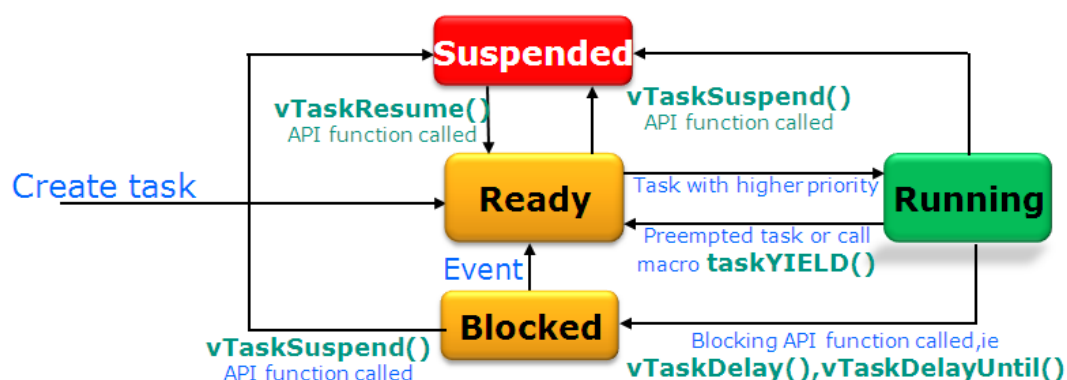 Suspended
vTaskResume()
API function called
vTaskSuspend()
API function called
Create task
Ready
Task with higher priority
Running
Preempted task or call
macro taskYIELD()
Event
Blocked
vTaskSuspend()
API function called
Blocking API function called,ie
vTaskDelay(),vTaskDelayUntil()